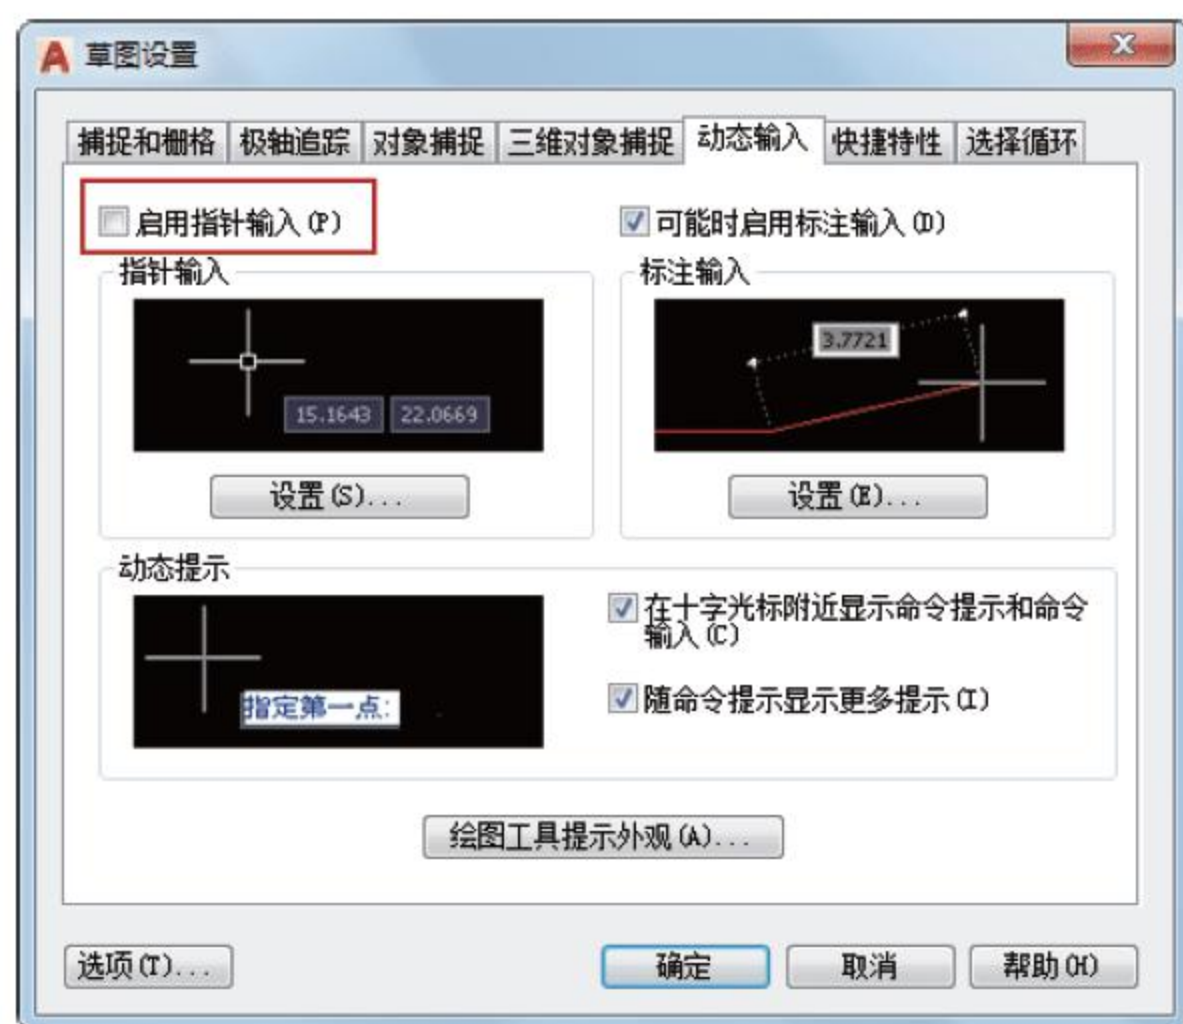 草图设置
捕捉和栅格 极轴追踪 对象捕捉 三维对象捕捉 动态输入 快捷特性 选择循环
启用指针输入(P)
可能时启用标注输入(D)
指针输入
标注输入
15.1643 22.0669
3.7721
设置(S)...
设置(E)...
动态提示
指定第一点:
在十字光标附近显示命令提示和命令
输入(C)
随命令提示显示更多提示(I)
绘图工具提示外观(A)...
选项(T)... 确定 取消 帮助(H)